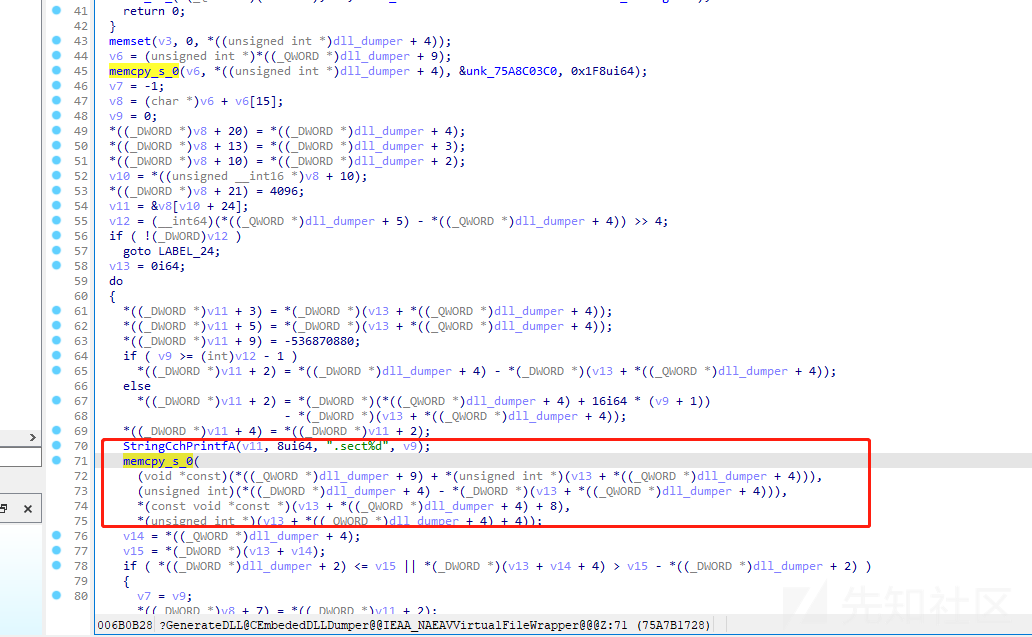 41 return 0;
42 }
43 memset(v3, 0, *((unsigned int *)dll_dumper + 4));
44 v6 = (unsigned int *)*((_QWORD *)dll_dumper + 9);
45 memcpy_s_0(v6, *((unsigned int *)dll_dumper + 4), &unk_75A8C03C0, 0x1F8ui64);
46 v7 = -1;
47 v8 = (char *)v6 + v6[15];
48 v9 = 0;
49 *((_DWORD *)v8 + 20) = *((_DWORD *)dll_dumper + 4);
50 *((_DWORD *)v8 + 13) = *((_DWORD *)dll_dumper + 3);
51 *((_DWORD *)v8 + 10) = *((_DWORD *)dll_dumper + 2);
52 v10 = *((unsigned __int16 *)v8 + 10);
53 *((_DWORD *)v8 + 21) = 4096;
54 v11 = &v8[v10 + 24];
55 v12 = (__int64)(*((_QWORD *)dll_dumper + 5) - *((_QWORD *)dll_dumper + 4)) >> 4;
56 if ( !(_DWORD)v12 )
57 goto LABEL_24;
58 v13 = 0i64;
59 do
60 {
61 *((_DWORD *)v11 + 3) = *(_DWORD *)(v13 + *((_QWORD *)dll_dumper + 4));
62 *((_DWORD *)v11 + 5) = *(_DWORD *)(v13 + *((_QWORD *)dll_dumper + 4));
63 *((_DWORD *)v11 + 9) = -536870880;
64 if ( v9 >= (int)v12 - 1 )
65 *((_DWORD *)v11 + 2) = *((_DWORD *)dll_dumper + 4) - *(_DWORD *)(v13 + *((_QWORD *)dll_dumper + 4));
66 else
67 *((_DWORD *)v11 + 2) = *(_DWORD *)(*((_QWORD *)dll_dumper + 4) + 16i64 * (v9 + 1))
68 - *(_DWORD *)(v13 + *((_QWORD *)dll_dumper + 4));
69 *((_DWORD *)v11 + 4) = *((_DWORD *)v11 + 2);
70 StringCchPrintfA(v11, 8ui64, ".sect%d", v9);
71 memcpy_s_0(
72 (void *const)(*((_QWORD *)dll_dumper + 9) + *(unsigned int *)(v13 + *((_QWORD *)dll_dumper + 4))),
73 (unsigned int)(*((_DWORD *)dll_dumper + 4) - *(_DWORD *)(v13 + *((_QWORD *)dll_dumper + 4))),
74 *(const void *const *)(v13 + *((_QWORD *)dll_dumper + 4) + 8),
75 *(unsigned int *)(v13 + *((_QWORD *)dll_dumper + 4) + 4));
76 v14 = *((_QWORD *)dll_dumper + 4);
77 v15 = *(_DWORD *)(v13 + v14);
78 if ( *((_DWORD *)dll_dumper + 2) <= v15 || *(_DWORD *)(v13 + v14 + 4) > v15 - *((_DWORD *)dll_dumper + 2) )
79 {
80 v7 = v9;
*((_DWORD *)v8 + 7) = *((_DWORD *)v11 + 2);
006B0B28 ?GenerateDLL@CEmbededDLLDumper@@IEAA_NAEAVVirtualFileWrapper@@@Z:71 (75A7B1728)
先知社区